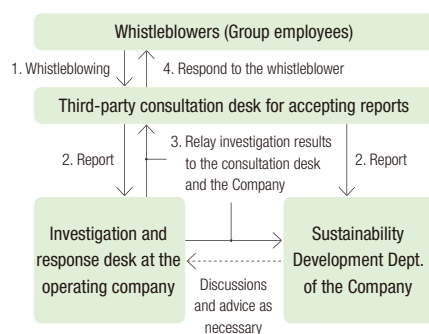 Whistleblowers (Group employees)
1. Whistleblowing
4. Respond to the whistleblower
Third-party consultation desk for accepting reports
2. Report
3. Relay investigation results
to the consultation desk
and the Company
2. Report
Investigation and
response desk at the
operating company
Sustainability
Development Dept.
of the Company
Discussions
and advice as
necessary